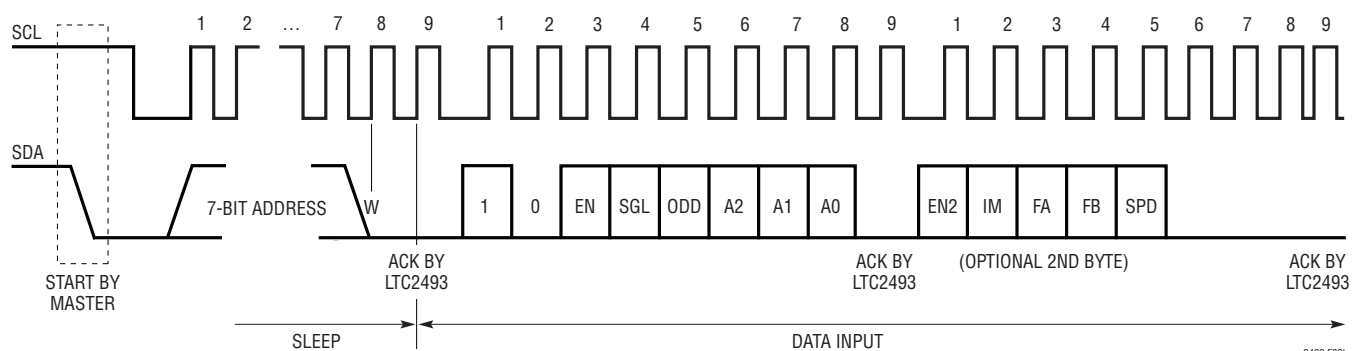 SCL
1 2 … 7 8 9 1 2 3 4 5 6 7 8 9 1 2 3 4 5 6 7 8 9
SDA
7-BIT ADDRESS W 1 0 EN SGL ODD A2 A1 A0 EN2 IM FA FB SPD
START BY
MASTER
ACK BY
LTC2493
ACK BY
LTC2493
(OPTIONAL 2ND BYTE)
ACK BY
LTC2493
SLEEP
DATA INPUT